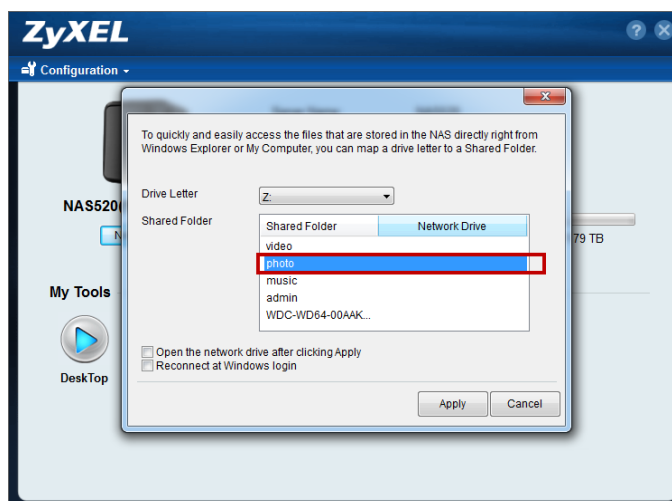 ZyXEL
Configuration
To quickly and easily access the files that are stored in the NAS directly right from
Windows Explorer or My Computer, you can map a drive letter to a Shared Folder.
Drive Letter
Z:
NAS520(
Shared Folder
Shared Folder Network Drive
N
79 TB
video
photo
music
admin
WDC-WD64-00AAK...
My Tools
Open the network drive after clicking Apply
Reconnect at Windows login
DeskTop
Apply Cancel